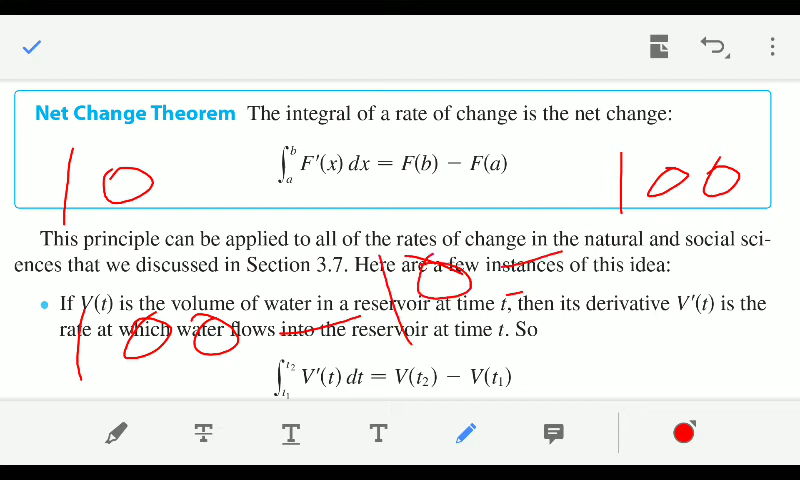 Net Change Theorem The integral of a rate of change is the net change:
∫_a^b F'(x) dx = F(b) − F(a)
10
100
This principle can be applied to all of the rates of change in the natural and social sci-
ences that we discussed in Section 3.7. Here are a few instances of this idea:
10
• If V(t) is the volume of water in a reservoir at time t, then its derivative V'(t) is the
rate at which water flows into the reservoir at time t. So
100
∫_{t₁}^{t₂} V'(t) dt = V(t₂) − V(t₁)
T
T
T